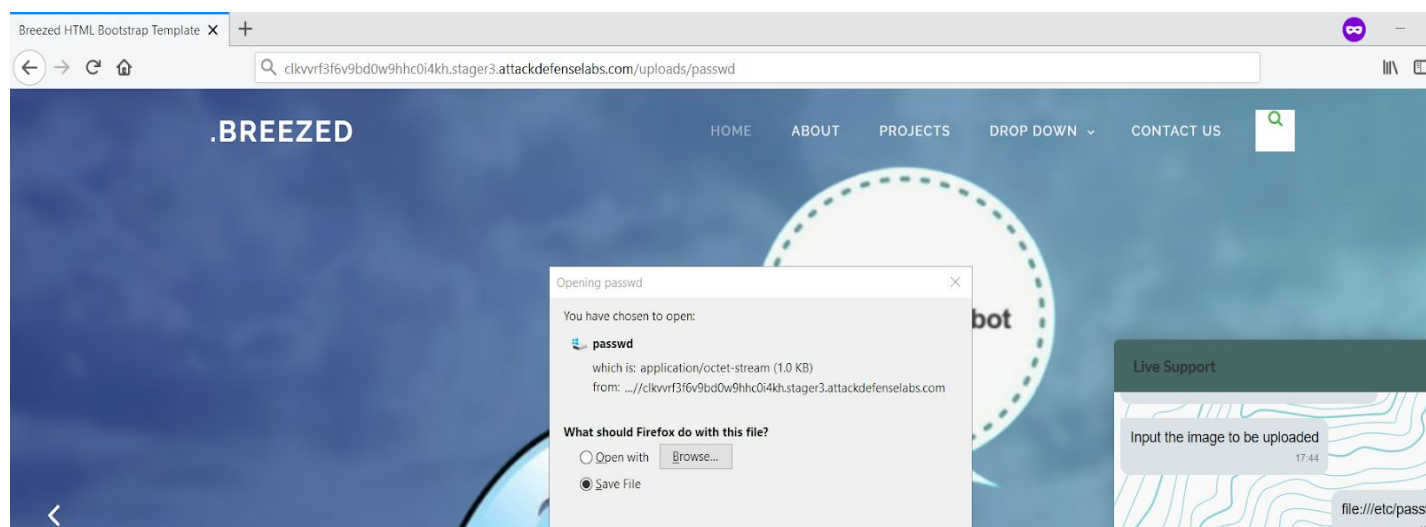 Breezed HTML Bootstrap Template
clkvvrf3f6v9bd0w9hhc0i4kh.stager3.attackdefenselabs.com/uploads/passwd
.BREEZED
HOME ABOUT PROJECTS DROP DOWN CONTACT US
Opening passwd
You have chosen to open:
passwd
which is: application/octet-stream (1.0 KB)
from: ...//clkvvrf3f6v9bd0w9hhc0i4kh.stager3.attackdefenselabs.com
What should Firefox do with this file?
Open with Browse...
Save File
bot
Live Support
Input the image to be uploaded
17:44
file:///etc/pass